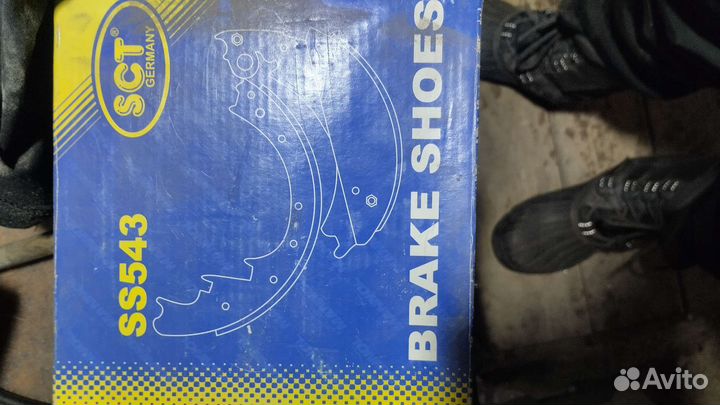 SCT®
GERMANY
SS543
BRAKE SHOES
Avito